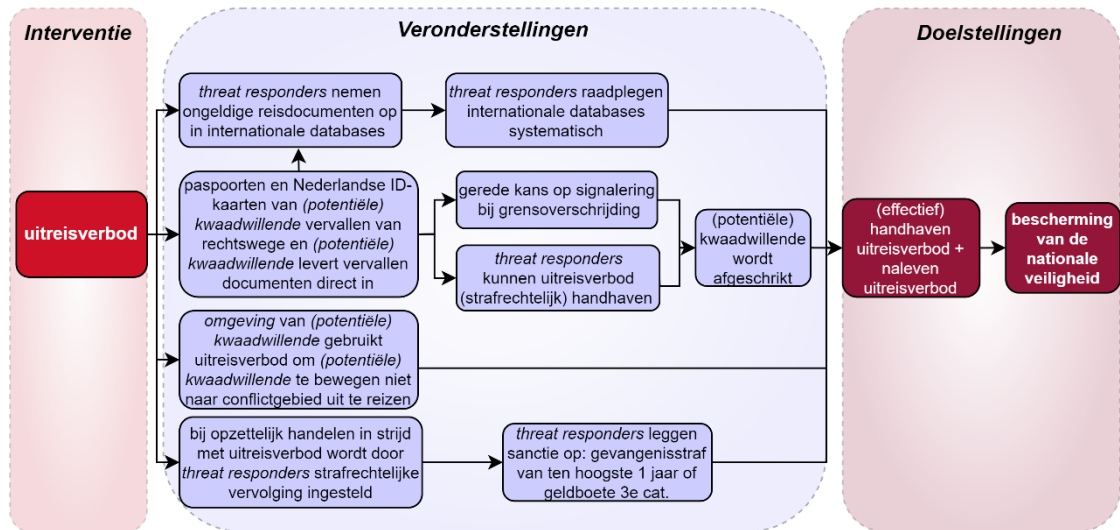 Interventie
Veronderstellingen
Doelstellingen
threat responders nemen
ongeldige reisdocumenten op
in internationale databases
threat responders raadplegen
internationale databases
systematisch
uitreisverbod
paspoorten en Nederlandse ID-
kaarten van (potentiële)
kwaadwillende vervallen van
rechtswege en (potentiële)
kwaadwillende levert vervallen
documenten direct in
gerede kans op signalering
bij grensoverschrijding
threat responders
kunnen uitreisverbod
(strafrechtelijk) handhaven
(potentiële)
kwaadwillende
wordt
afgeschrikt
(effectief)
handhaven
uitreisverbod +
naleven
uitreisverbod
bescherming
van de
nationale
veiligheid
omgeving van (potentiële)
kwaadwillende gebruikt
uitreisverbod om (potentiële)
kwaadwillende te bewegen niet
naar conflictgebied uit te reizen
bij opzettelijk handelen in strijd
met uitreisverbod wordt door
threat responders strafrechtelijke
vervolging ingesteld
threat responders leggen
sanctie op: gevangenisstraf
van ten hoogste 1 jaar of
geldboete 3e cat.